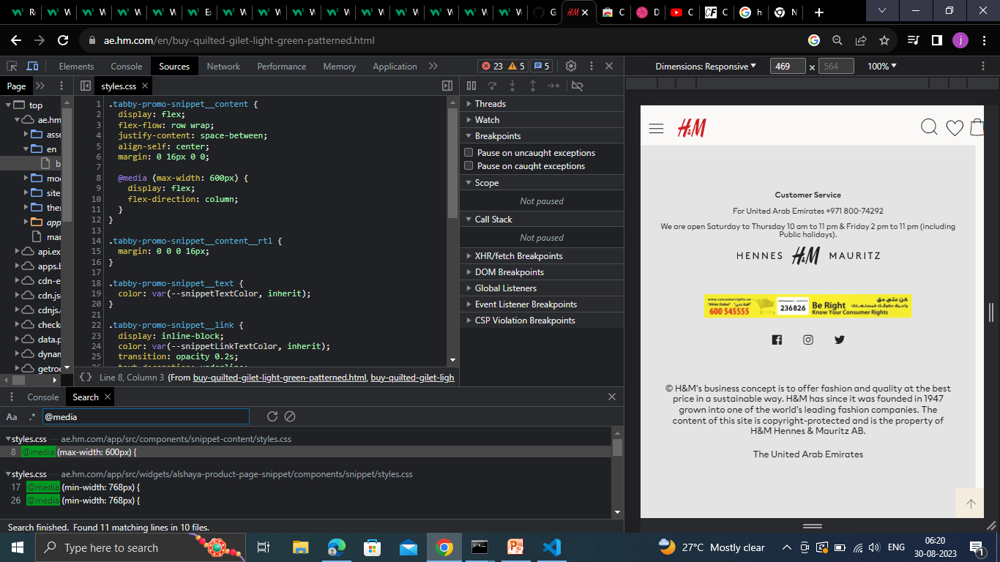 R
W
W
W
W
E
W
W
W
W
W
W
W
W
W
G
H&M
C
D
C
CF
C
h
N
ae.hm.com/en/buy-quilted-gilet-light-green-patterned.html
j
Elements Console Sources Network Performance Memory Application
23 5 5
Dimensions: Responsive 469 × 564 100%
Page
styles.css
top
ae.hm
asse
en
b
mod
site
ther
app
mar
api.ex
apps.b
cdn-e
cdn.js
cdnjs.
check
data.p
dynan
getroc
1 .tabby-promo-snippet__content {
2 display: flex;
3 flex-flow: row wrap;
4 justify-content: space-between;
5 align-self: center;
6 margin: 0 16px 0 0;
7
8 @media (max-width: 600px) {
9 display: flex;
10 flex-direction: column;
11 }
12 }
13
14 .tabby-promo-snippet__content__rtl {
15 margin: 0 0 0 16px;
16 }
17
18 .tabby-promo-snippet__text {
19 color: var(--snippetTextColor, inherit);
20 }
21
22 .tabby-promo-snippet__link {
23 display: inline-block;
24 color: var(--snippetLinkTextColor, inherit);
25 transition: opacity 0.2s;
26 text-decoration: underline;
{} Line 8, Column 3 (From buy-quilted-gilet-light-green-patterned.html, buy-quilted-gilet-ligh
Threads
Watch
Breakpoints
Pause on uncaught exceptions
Pause on caught exceptions
Scope
Not paused
Call Stack
Not paused
XHR/fetch Breakpoints
DOM Breakpoints
Global Listeners
Event Listener Breakpoints
CSP Violation Breakpoints
Console Search
Aa .* @media
styles.css — ae.hm.com/app/src/components/snippet-content/styles.css
8 @media (max-width: 600px) {
styles.css — ae.hm.com/app/src/widgets/alshaya-product-page-snippet/components/snippet/styles.css
17 @media (min-width: 768px) {
26 @media (min-width: 768px) {
Search finished. Found 11 matching lines in 10 files.
H&M
Customer Service
For United Arab Emirates +971 800-74292
We are open Saturday to Thursday 10 am to 11 pm & Friday 2 pm to 11 pm (including
Public holidays).
HENNES H&M MAURITZ
www.consumerrights.ae
"Ahlan Dubai" "أهلا دبي"
600 545555
236826
Be Right
Know Your Consumer Rights
كن على حق
واعرف حقوقك كمستهلك
© H&M's business concept is to offer fashion and quality at the best
price in a sustainable way. H&M has since it was founded in 1947
grown into one of the world's leading fashion companies. The
content of this site is copyright-protected and is the property of
H&M Hennes & Mauritz AB.
The United Arab Emirates
Type here to search
27°C Mostly clear
ENG
06:20
30-08-2023
1